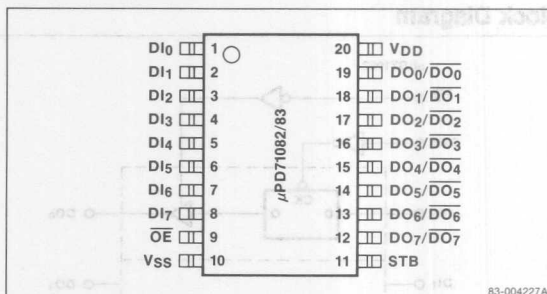 DI0 1 20 VDD
DI1 2 19 DO0/DO0
DI2 3 18 DO1/DO1
DI3 4 17 DO2/DO2
DI4 5 16 DO3/DO3
DI5 6 15 DO4/DO4
DI6 7 14 DO5/DO5
DI7 8 13 DO6/DO6
OE 9 12 DO7/DO7
VSS 10 11 STB
μPD71082/83
83-004227A